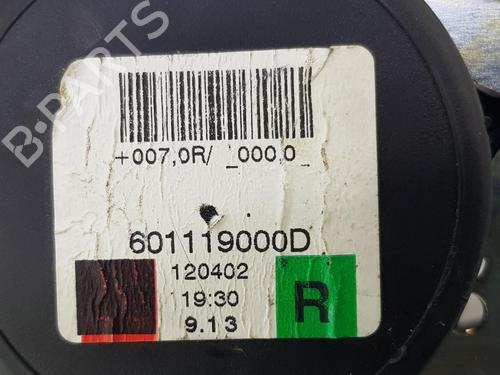 B-PARTS
+007,0R/ _000,0_
601119000D
120402
19:30
9.13
R